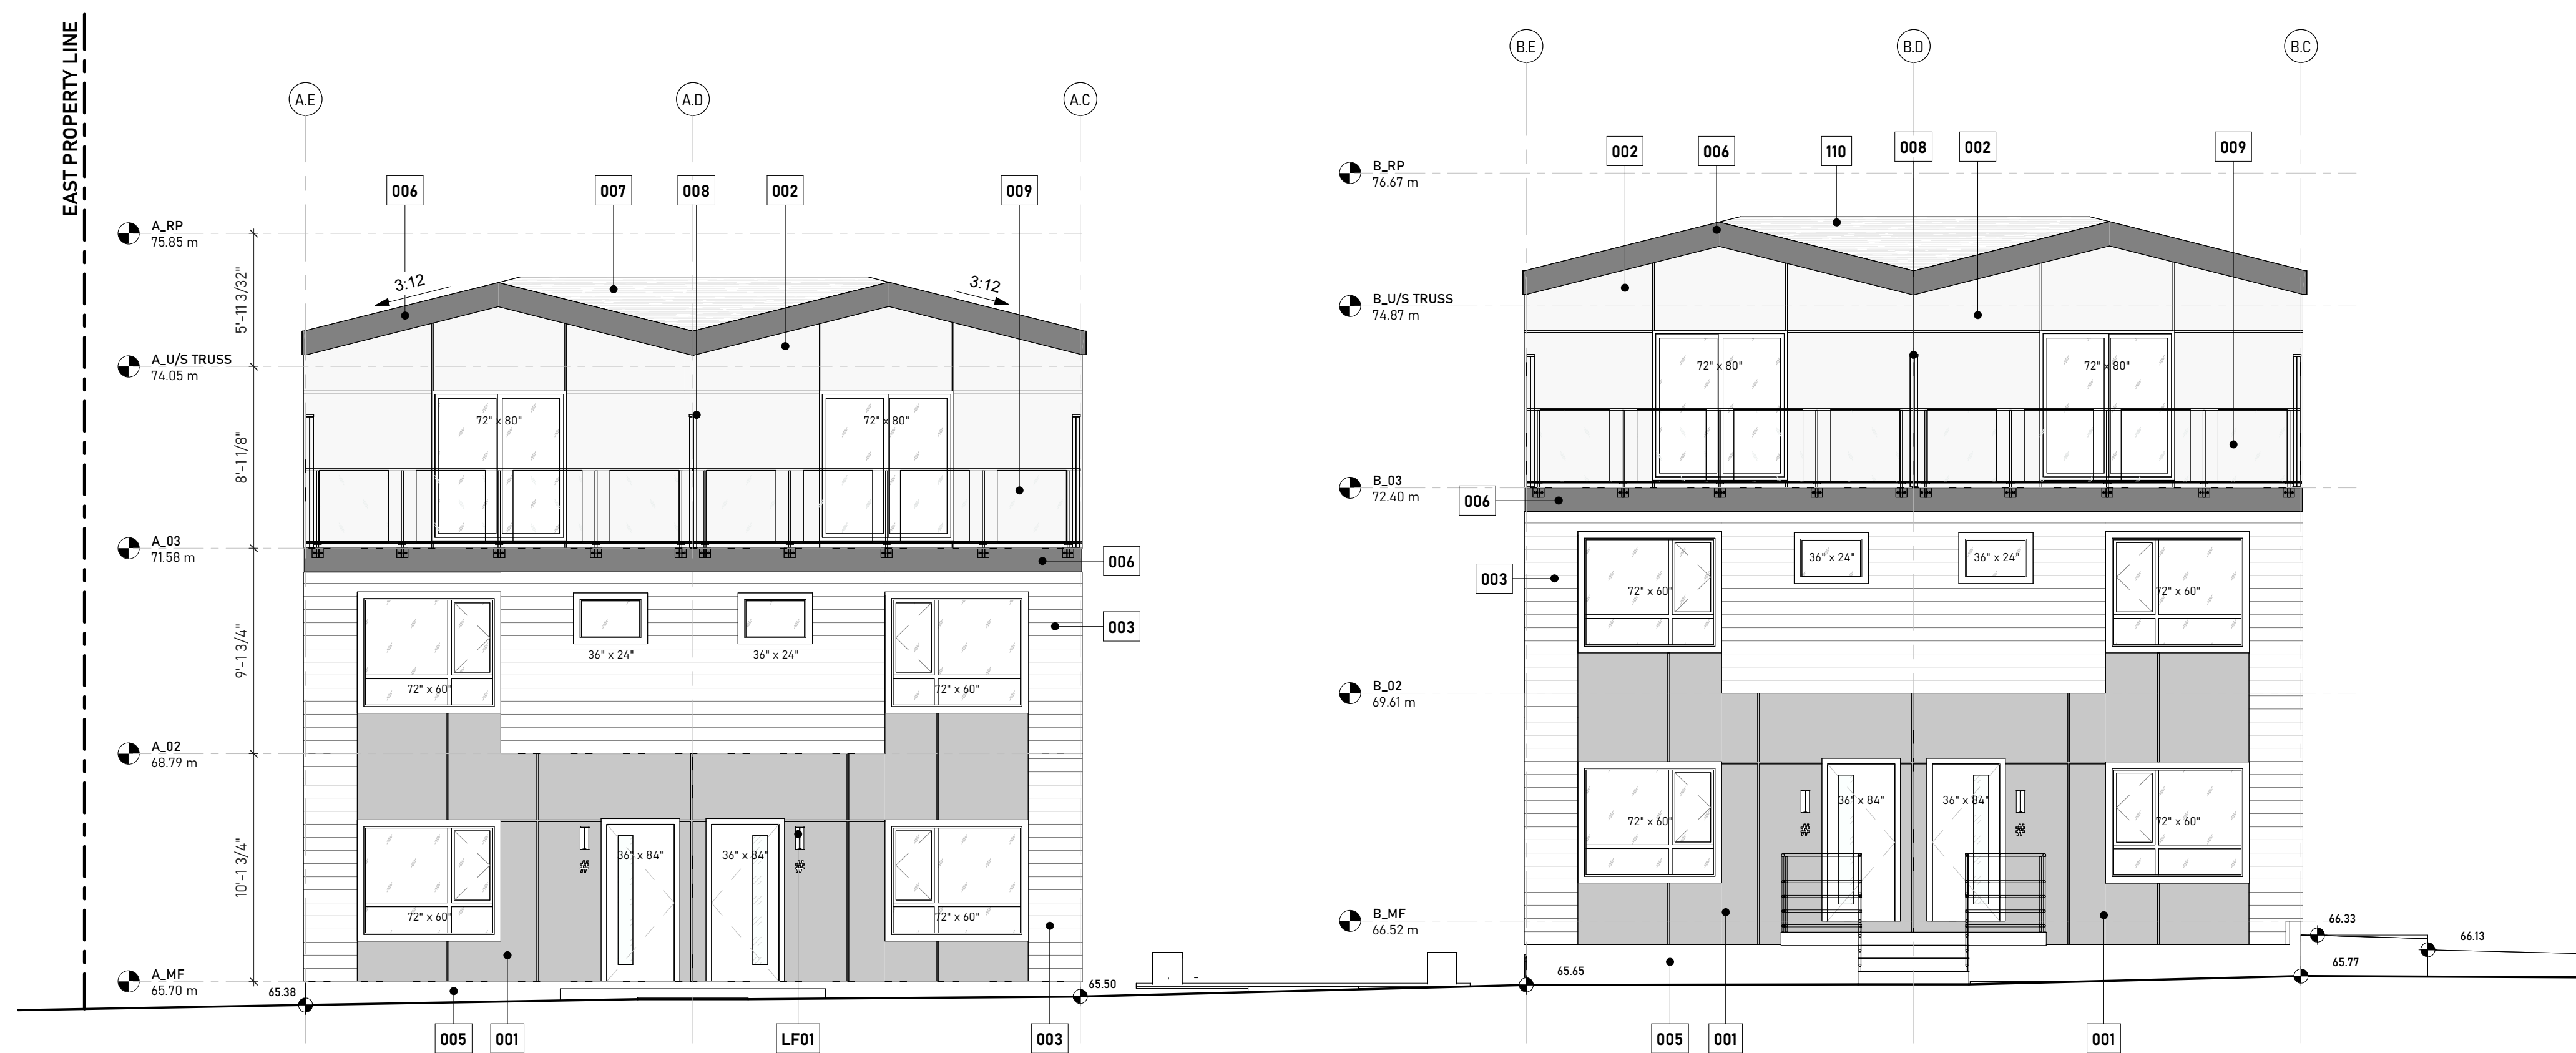 EAST PROPERTY LINE
A.E
A.D
A.C
B.E
B.D
B.C
006
007
008
002
009
002
006
110
008
002
009
A_RP
75.85 m
3:12
3:12
5'-11 13/32"
A_U/S TRUSS
74.05 m
72" x 80"
72" x 80"
8'-1 1/8"
A_03
71.58 m
006
003
36" x 24"
36" x 24"
72" x 60"
72" x 60"
9'-1 3/4"
A_02
68.79 m
36" x 84"
36" x 84"
#
#
72" x 60"
72" x 60"
10'-1 3/4"
A_MF
65.70 m
65.38
65.50
005
001
LF01
003
B_RP
76.67 m
B_U/S TRUSS
74.87 m
72" x 80"
72" x 80"
B_03
72.40 m
006
003
36" x 24"
36" x 24"
72" x 60"
72" x 60"
B_02
69.61 m
36" x 84"
36" x 84"
72" x 60"
72" x 60"
#
#
B_MF
66.52 m
66.33
66.13
65.65
65.77
005
001
001